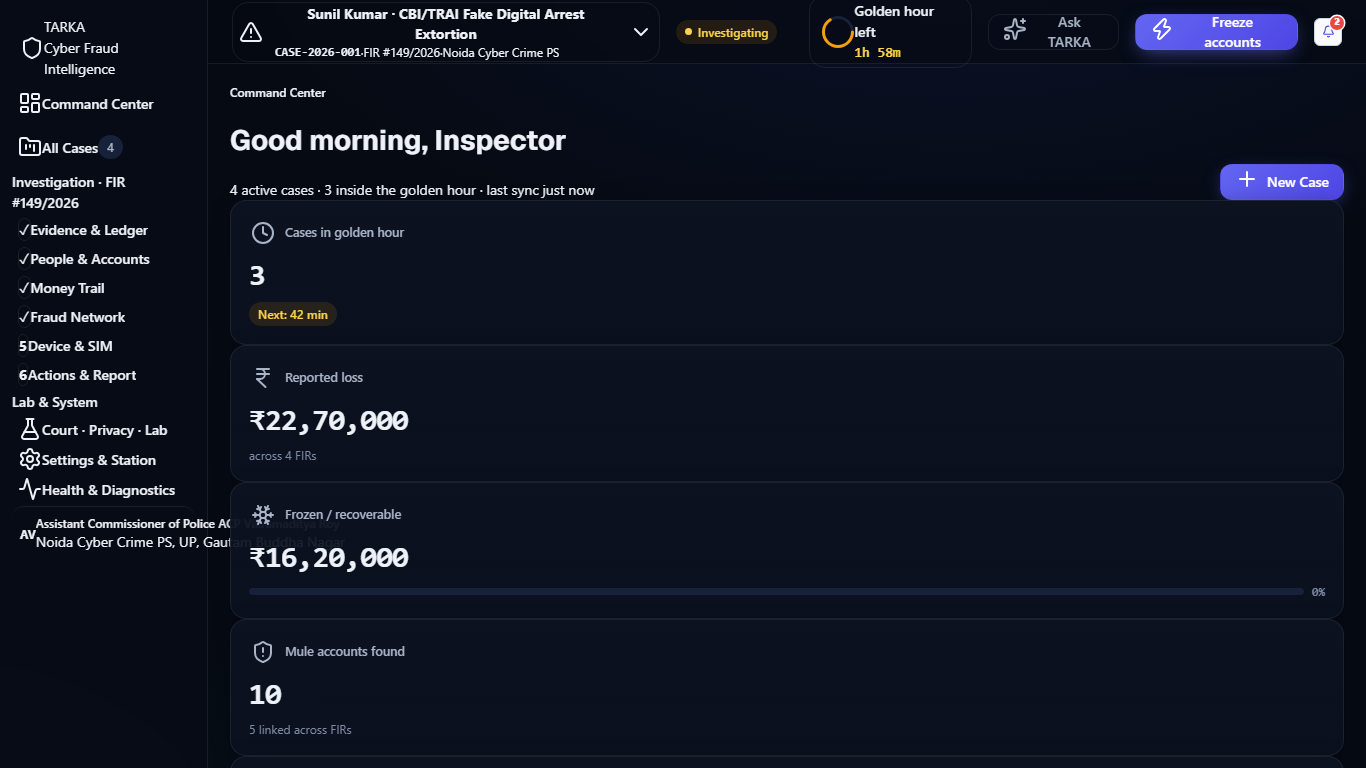 TARKA
Cyber Fraud
Intelligence
Command Center
All Cases 4
Investigation · FIR
#149/2026
✓Evidence & Ledger
✓People & Accounts
✓Money Trail
✓Fraud Network
5Device & SIM
6Actions & Report
Lab & System
Court · Privacy · Lab
Settings & Station
Health & Diagnostics
AV
Assistant Commissioner of Police ACP
Noida Cyber Crime PS, UP, Gautam Buddha Nagar
Sunil Kumar · CBI/TRAI Fake Digital Arrest
Extortion
CASE-2026-001·FIR #149/2026·Noida Cyber Crime PS
Investigating
Golden hour
left
1h 58m
Ask
TARKA
Freeze
accounts
2
Command Center
Good morning, Inspector
4 active cases · 3 inside the golden hour · last sync just now
New Case
Cases in golden hour
3
Next: 42 min
Reported loss
₹22,70,000
across 4 FIRs
Frozen / recoverable
₹16,20,000
0%
Mule accounts found
10
5 linked across FIRs